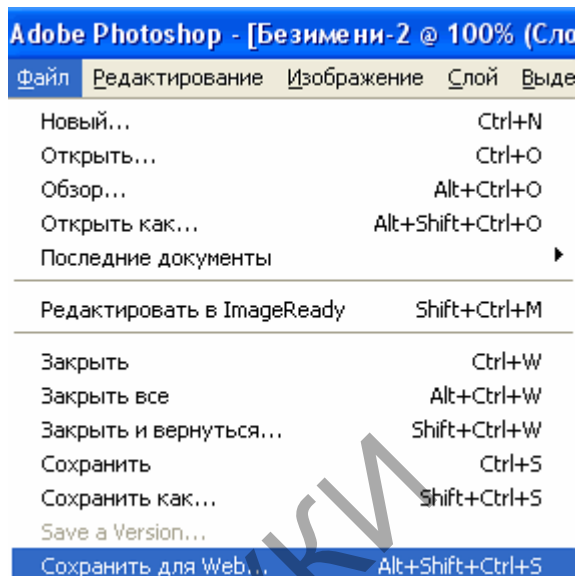 Adobe Photoshop - [Безимени-2 @ 100% (Сло
Файл Редактирование Изображение Слой Выде
Новый... Ctrl+N
Открыть... Ctrl+O
Обзор... Alt+Ctrl+O
Открыть как... Alt+Shift+Ctrl+O
Последние документы
Редактировать в ImageReady Shift+Ctrl+M
Закрыть Ctrl+W
Закрыть все Alt+Ctrl+W
Закрыть и вернуться... Shift+Ctrl+W
Сохранить Ctrl+S
Сохранить как... Shift+Ctrl+S
Save a Version...
Сохранить для Web... Alt+Shift+Ctrl+S